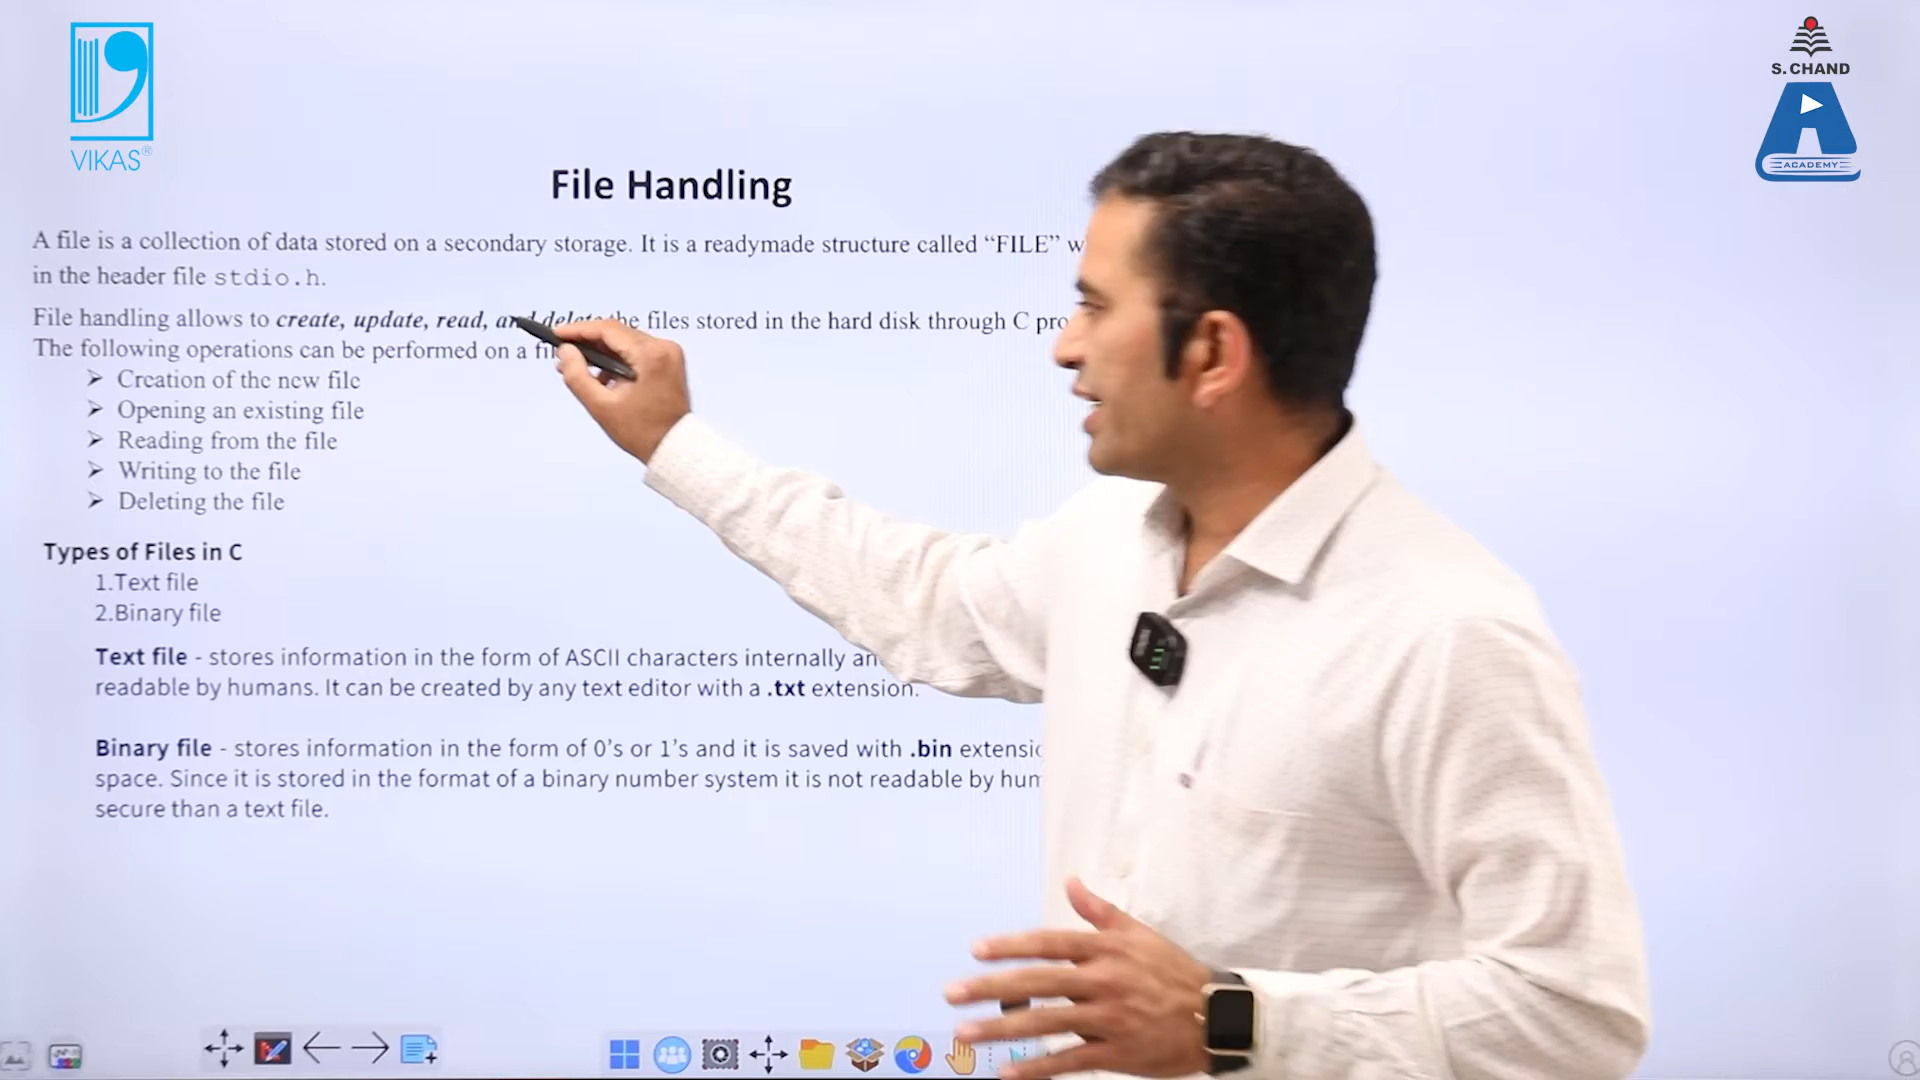 VIKAS®
S. CHAND
ACADEMY
File Handling
A file is a collection of data stored on a secondary storage. It is a readymade structure called “FILE”
in the header file stdio.h.
File handling allows to create, update, read, and delete the files stored in the hard disk through C
The following operations can be performed on a
➢ Creation of the new file
➢ Opening an existing file
➢ Reading from the file
➢ Writing to the file
➢ Deleting the file
Types of Files in C
1.Text file
2.Binary file
Text file - stores information in the form of ASCII characters internally
readable by humans. It can be created by any text editor with a .txt extension.
Binary file - stores information in the form of 0's or 1's and it is saved with .bin
space. Since it is stored in the format of a binary number system it is not readable by
secure than a text file.